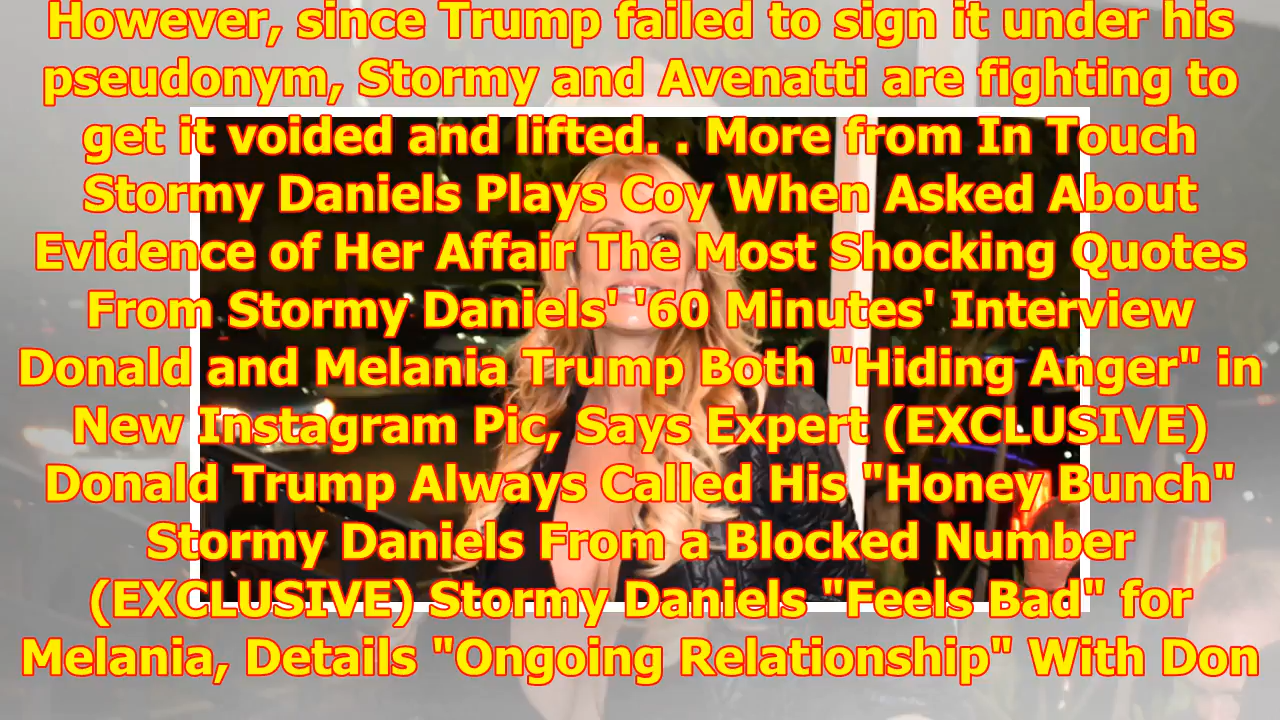 However, since Trump failed to sign it under his
pseudonym, Stormy and Avenatti are fighting to
get it voided and lifted. . More from In Touch
Stormy Daniels Plays Coy When Asked About
Evidence of Her Affair The Most Shocking Quotes
From Stormy Daniels' '60 Minutes' Interview
Donald and Melania Trump Both "Hiding Anger" in
New Instagram Pic, Says Expert (EXCLUSIVE)
Donald Trump Always Called His "Honey Bunch"
Stormy Daniels From a Blocked Number
(EXCLUSIVE) Stormy Daniels "Feels Bad" for
Melania, Details "Ongoing Relationship" With Don